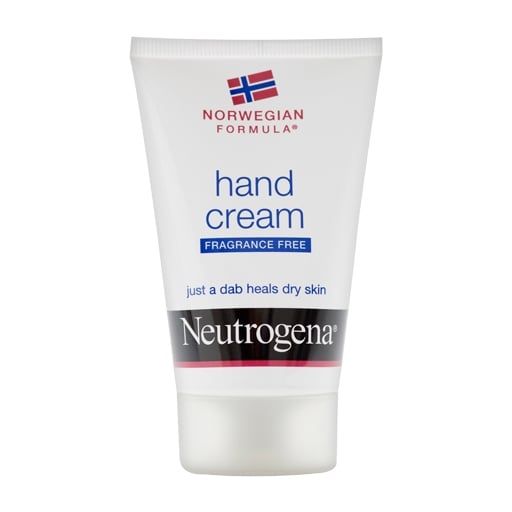 NORWEGIAN
FORMULA®
hand
cream
FRAGRANCE FREE
just a dab heals dry skin
Neutrogena®